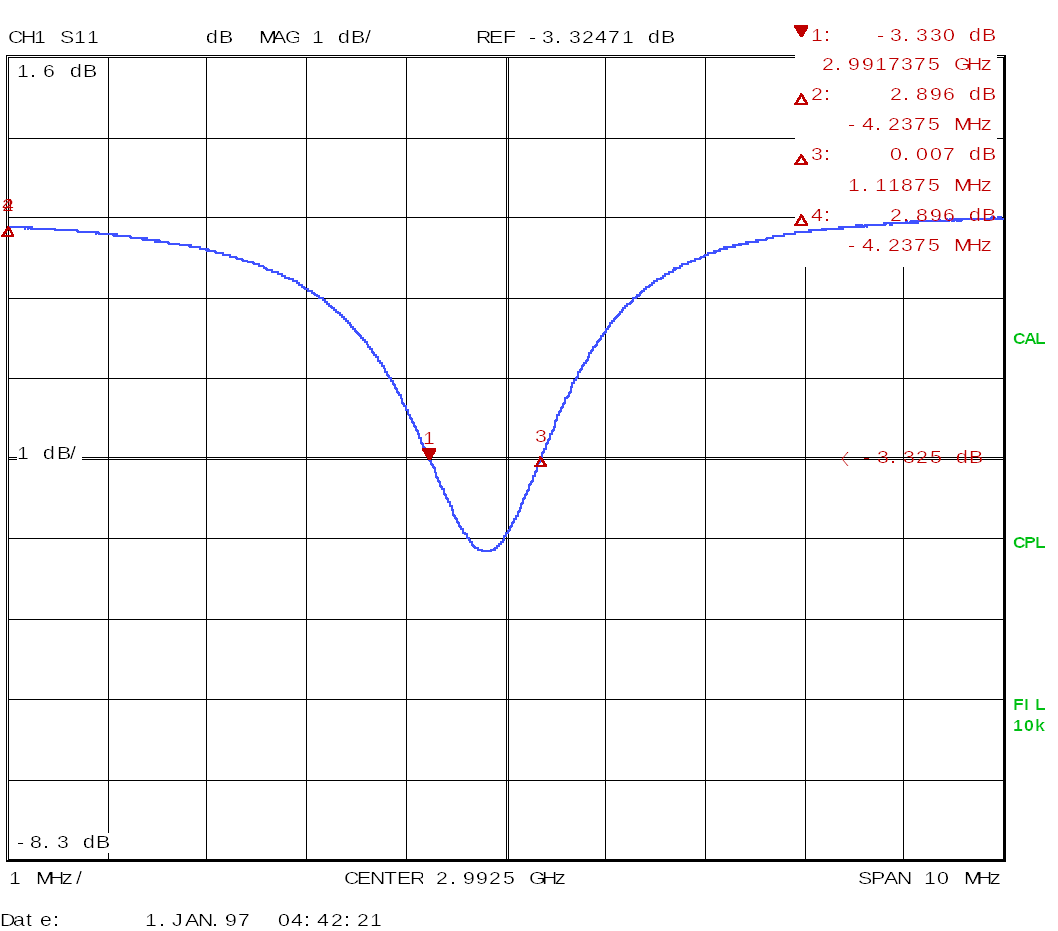 CH1 S11 dB MAG 1 dB/ REF -3.32471 dB
1: -3.330 dB
2.9917375 GHz
1.6 dB
2: 2.896 dB
-4.2375 MHz
3: 0.007 dB
1.11875 MHz
4: 2.896 dB
-4.2375 MHz
CAL
1 3
1 dB/ -3.325 dB
CPL
FIL
10k
-8.3 dB
1 MHz/ CENTER 2.9925 GHz SPAN 10 MHz
Date: 1.JAN.97 04:42:21